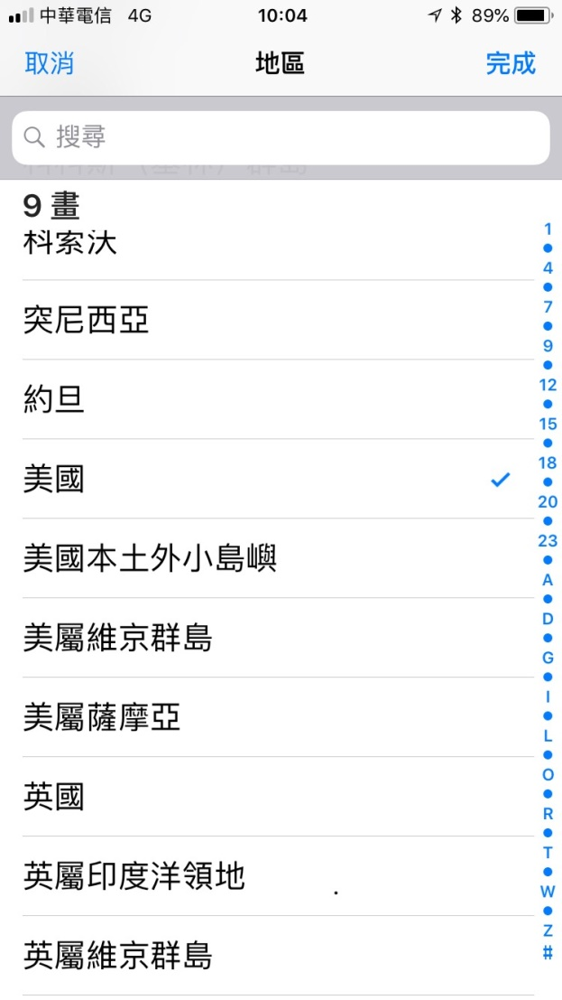 中華電信 4G 10:04 89%
取消 地區 完成
搜尋
9 畫
科索沃
突尼西亞
約旦
美國
美國本土外小島嶼
美屬維京群島
美屬薩摩亞
英國
英屬印度洋領地
英屬維京群島
1
4
7
9
12
15
18
20
23
A
D
G
I
L
O
R
T
W
Z
#